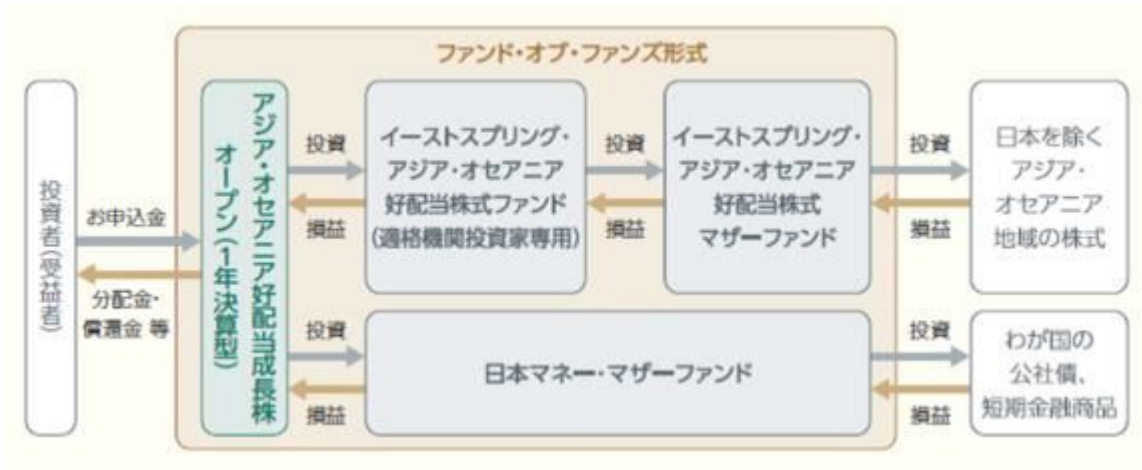 ファンド・オブ・ファンズ形式
投資者(受益者)
お申込金
分配金・
償還金 等
アジア・オセアニア好配当成長株
オープン(1年決算型)
投資
損益
イーストスプリング・
アジア・オセアニア
好配当株式ファンド
(適格機関投資家専用)
投資
損益
イーストスプリング・
アジア・オセアニア
好配当株式
マザーファンド
投資
損益
日本を除く
アジア・
オセアニア
地域の株式
投資
損益
日本マネー・マザーファンド
投資
損益
わが国の
公社債、
短期金融商品